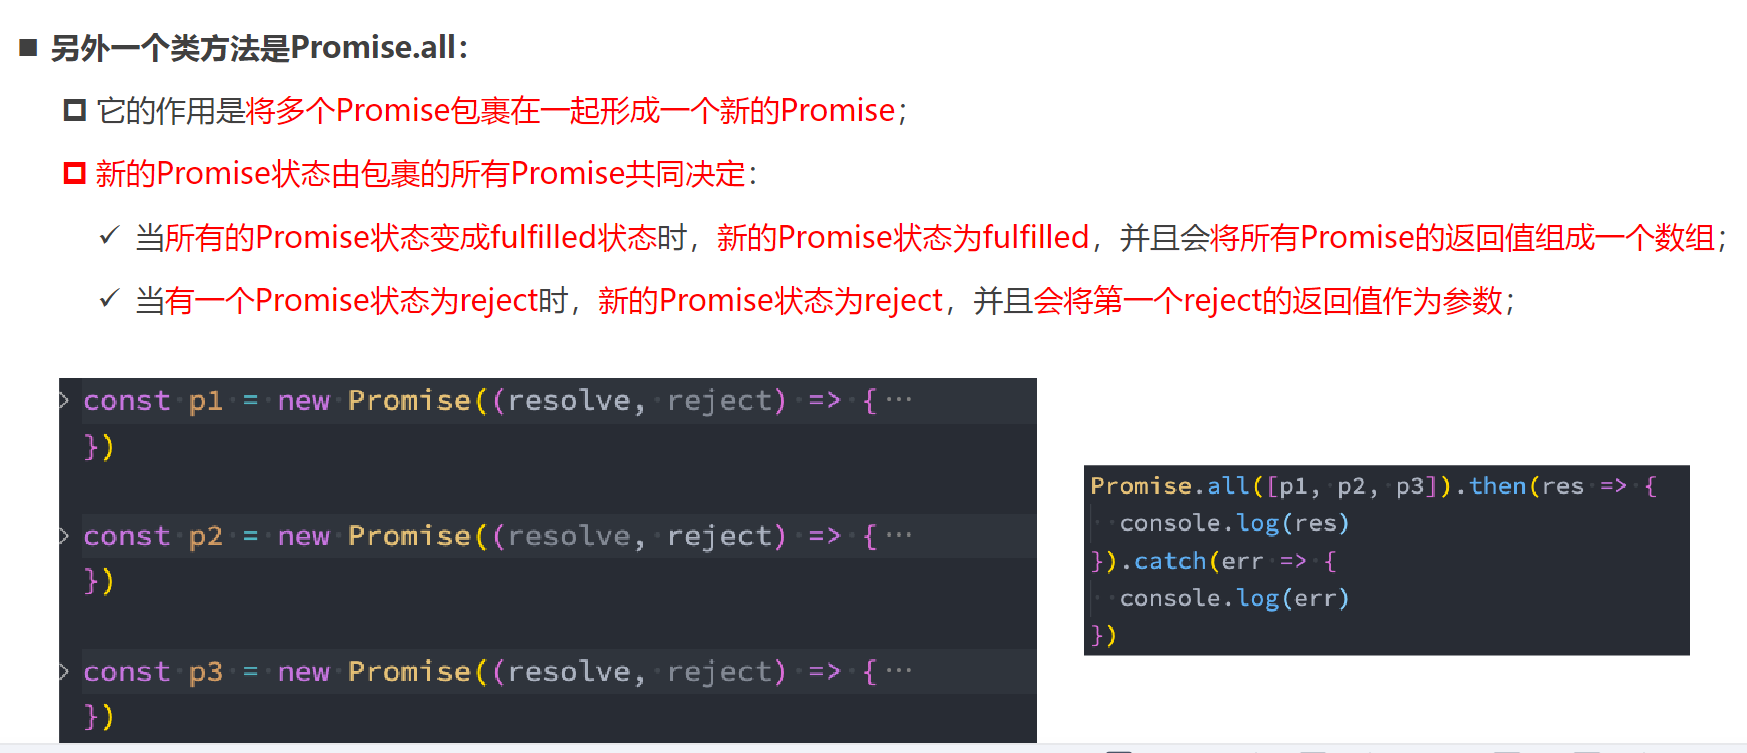 另外一个类方法是Promise.all：
它的作用是将多个Promise包裹在一起形成一个新的Promise；
新的Promise状态由包裹的所有Promise共同决定：
当所有的Promise状态变成fulfilled状态时，新的Promise状态为fulfilled，并且会将所有Promise的返回值组成一个数组；
当有一个Promise状态为reject时，新的Promise状态为reject，并且会将第一个reject的返回值作为参数；
const p1 = new Promise((resolve, reject) => {···
})
const p2 = new Promise((resolve, reject) => {···
})
const p3 = new Promise((resolve, reject) => {···
})
Promise.all([p1, p2, p3]).then(res => {
  console.log(res)
}).catch(err => {
  console.log(err)
})